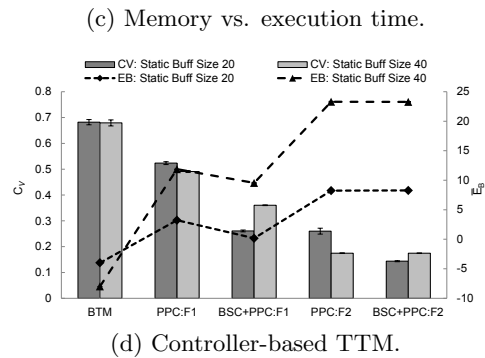 (c) Memory vs. execution time.
CV: Static Buff Size 20 CV: Static Buff Size 40
EB: Static Buff Size 20 EB: Static Buff Size 40
0.8 25
0.7 20
0.6 15
0.5 10
0.4 5
0.3 0
0.2 -5
0.1 -10
0
C_V
E_B
BTM PPC:F1 BSC+PPC:F1 PPC:F2 BSC+PPC:F2
(d) Controller-based TTM.